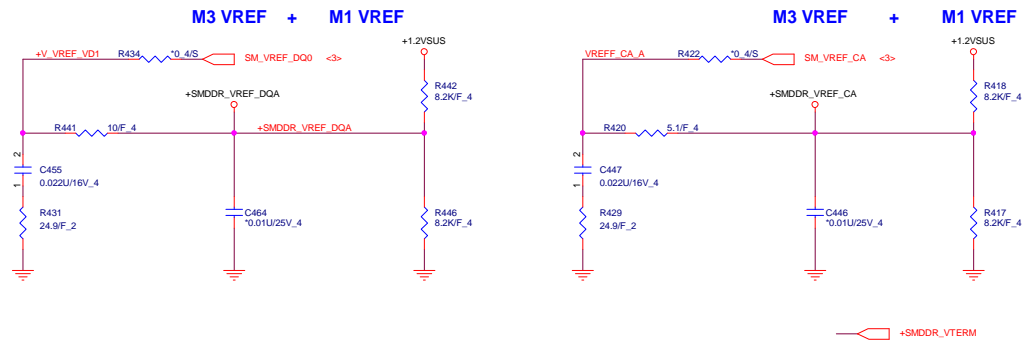 M3 VREF + M1 VREF
+1.2VSUS
+V_VREF_VD1
R434
*0_4/S
SM_VREF_DQ0 <3>
R442
8.2K/F_4
+SMDDR_VREF_DQA
R441
10/F_4
+SMDDR_VREF_DQA
2
1
C455
0.022U/16V_4
R431
24.9/F_2
C464
*0.01U/25V_4
R446
8.2K/F_4
M3 VREF + M1 VREF
+1.2VSUS
VREFF_CA_A
R422
*0_4/S
SM_VREF_CA <3>
R418
8.2K/F_4
+SMDDR_VREF_CA
R420
5.1/F_4
2
1
C447
0.022U/16V_4
R429
24.9/F_2
C446
*0.01U/25V_4
R417
8.2K/F_4
+SMDDR_VTERM